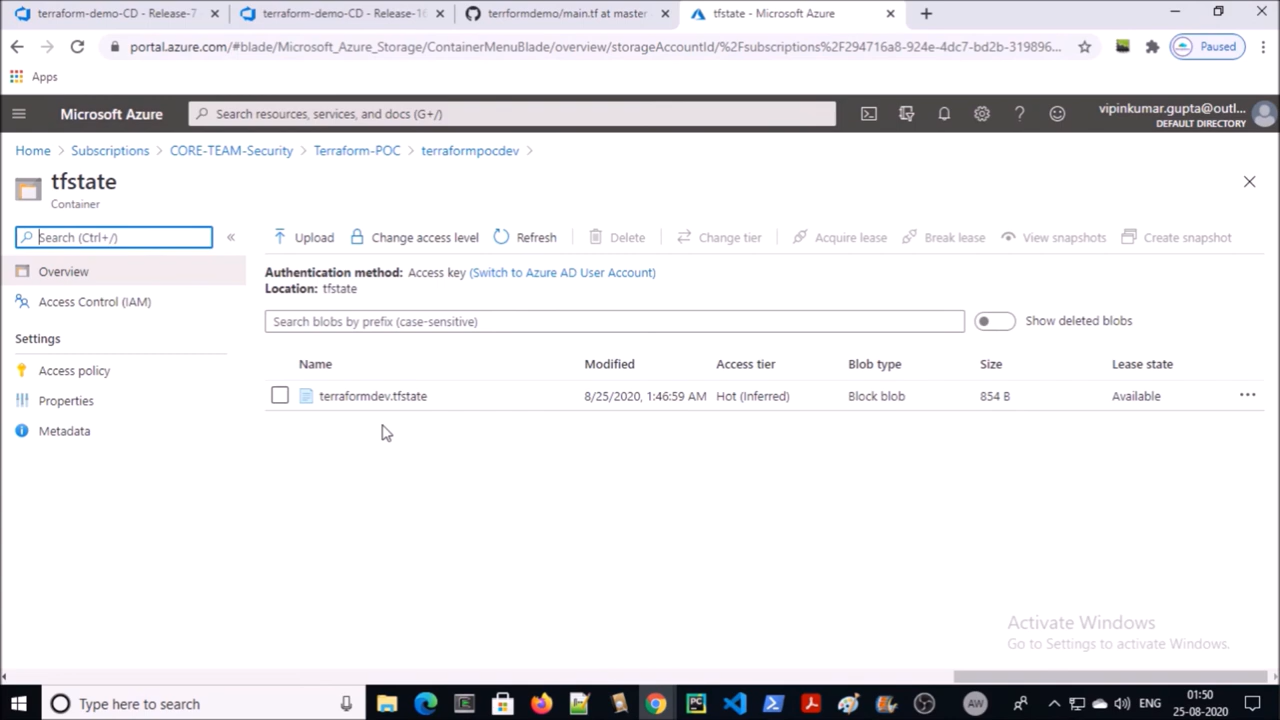 terraform-demo-CD - Release-7
terraform-demo-CD - Release-16
terrformdemo/main.tf at master
tfstate - Microsoft Azure
portal.azure.com/#blade/Microsoft_Azure_Storage/ContainerMenuBlade/overview/storageAccountId/%2Fsubscriptions%2F294716a8-924e-4dc7-bd2b-319896...
Paused
Apps
Microsoft Azure
Search resources, services, and docs (G+/)
vipinkumar.gupta@outl...
DEFAULT DIRECTORY
Home > Subscriptions > CORE-TEAM-Security > Terraform-POC > terraformpocdev >
tfstate
Container
Search (Ctrl+/)
«
Upload
Change access level
Refresh
Delete
Change tier
Acquire lease
Break lease
View snapshots
Create snapshot
Overview
Access Control (IAM)
Settings
Access policy
Properties
Metadata
Authentication method: Access key (Switch to Azure AD User Account)
Location: tfstate
Search blobs by prefix (case-sensitive)
Show deleted blobs
Name Modified Access tier Blob type Size Lease state
terraformdev.tfstate 8/25/2020, 1:46:59 AM Hot (Inferred) Block blob 854 B Available
Activate Windows
Go to Settings to activate Windows.
Type here to search
AW
ENG
01:50
25-08-2020